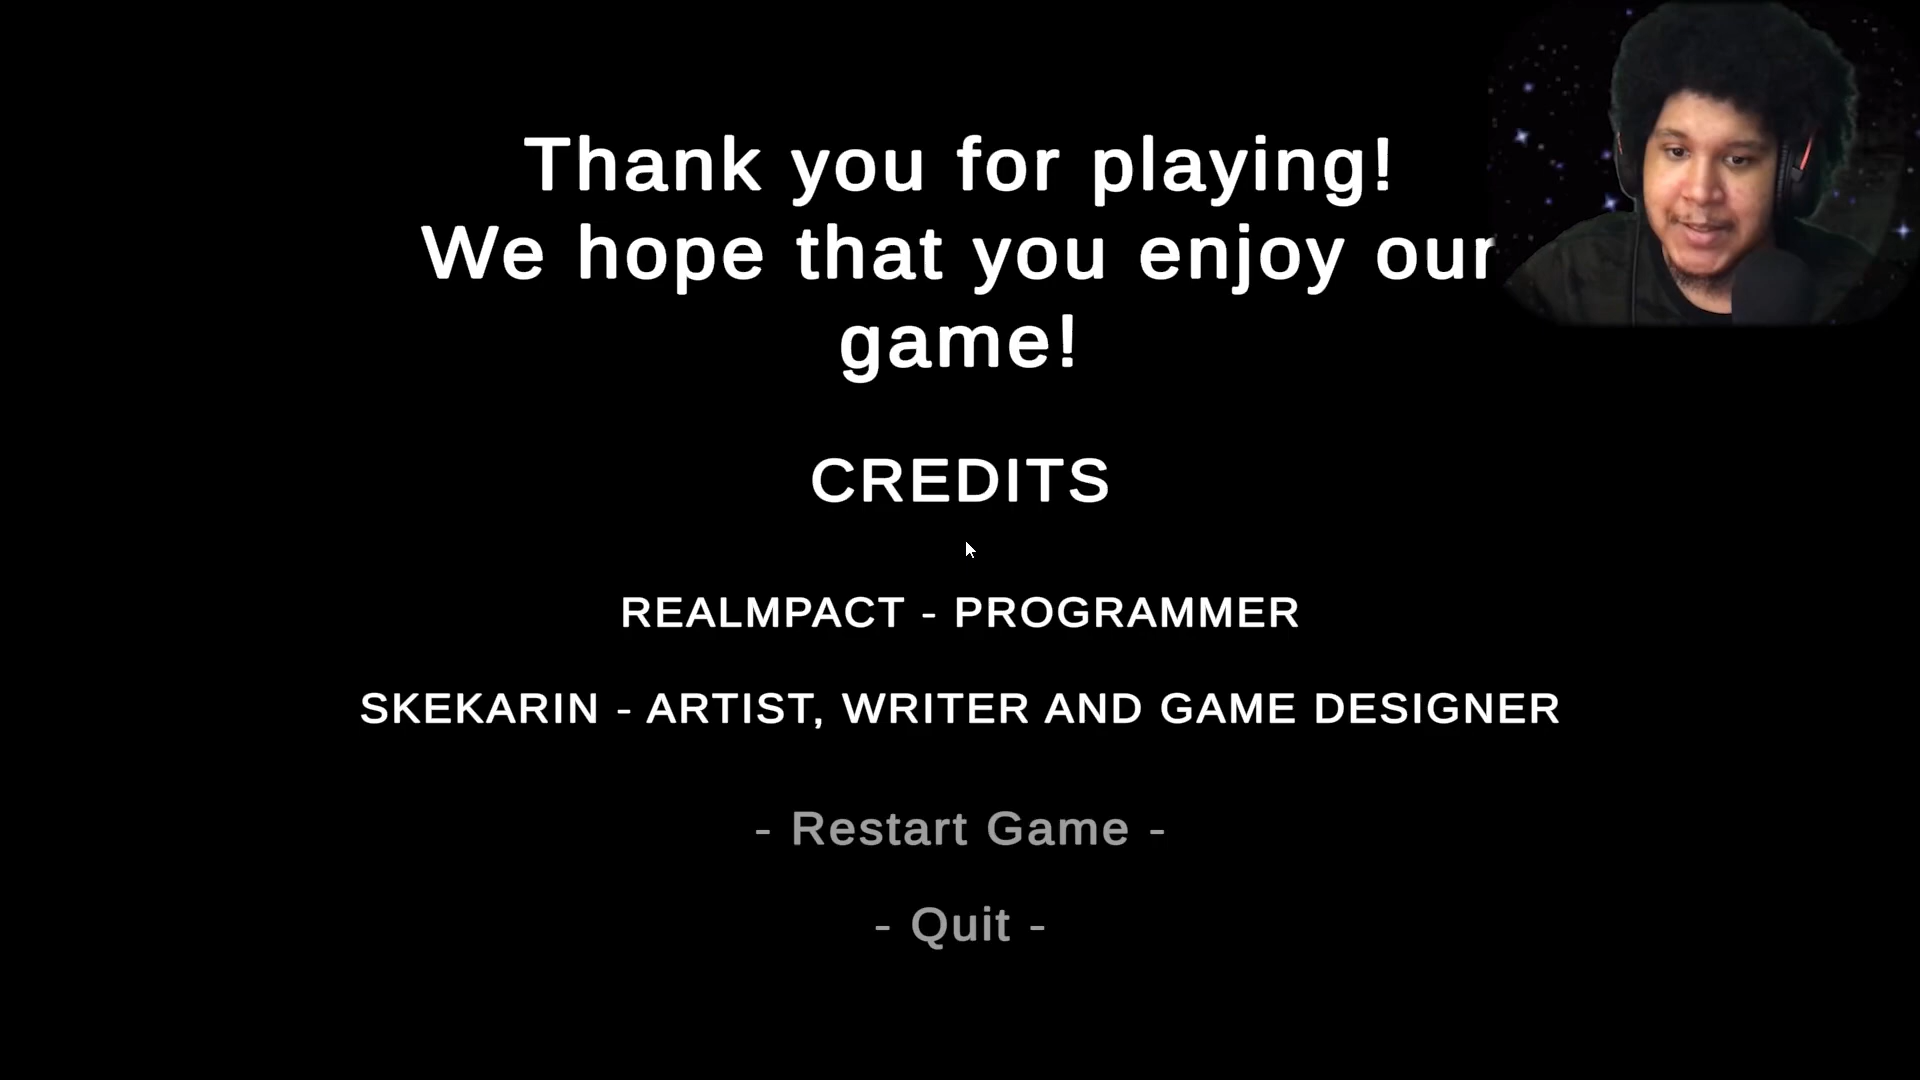 Thank you for playing!
We hope that you enjoy our
game!
CREDITS
REALMPACT - PROGRAMMER
SKEKARIN - ARTIST, WRITER AND GAME DESIGNER
- Restart Game -
- Quit -